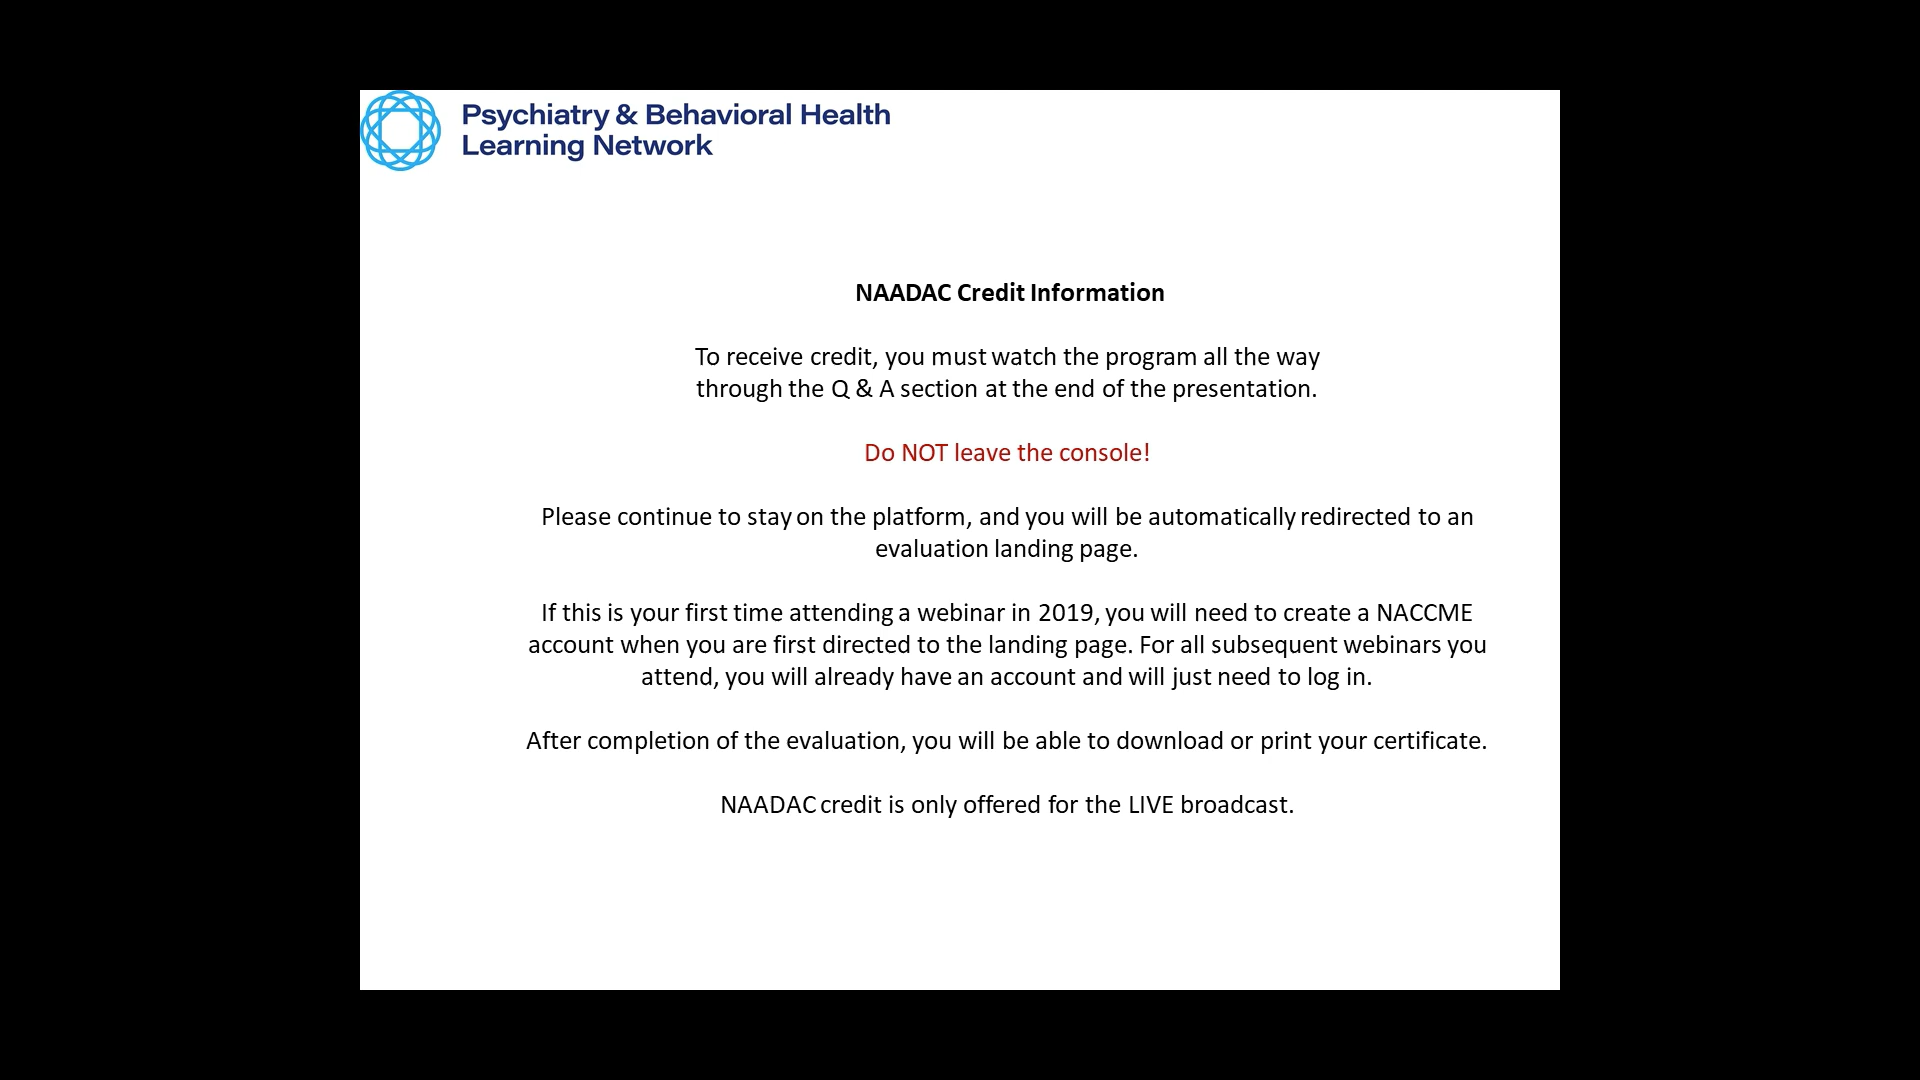 Psychiatry & Behavioral Health
Learning Network
NAADAC Credit Information
To receive credit, you must watch the program all the way
through the Q & A section at the end of the presentation.
Do NOT leave the console!
Please continue to stay on the platform, and you will be automatically redirected to an
evaluation landing page.
If this is your first time attending a webinar in 2019, you will need to create a NACCME
account when you are first directed to the landing page. For all subsequent webinars you
attend, you will already have an account and will just need to log in.
After completion of the evaluation, you will be able to download or print your certificate.
NAADAC credit is only offered for the LIVE broadcast.